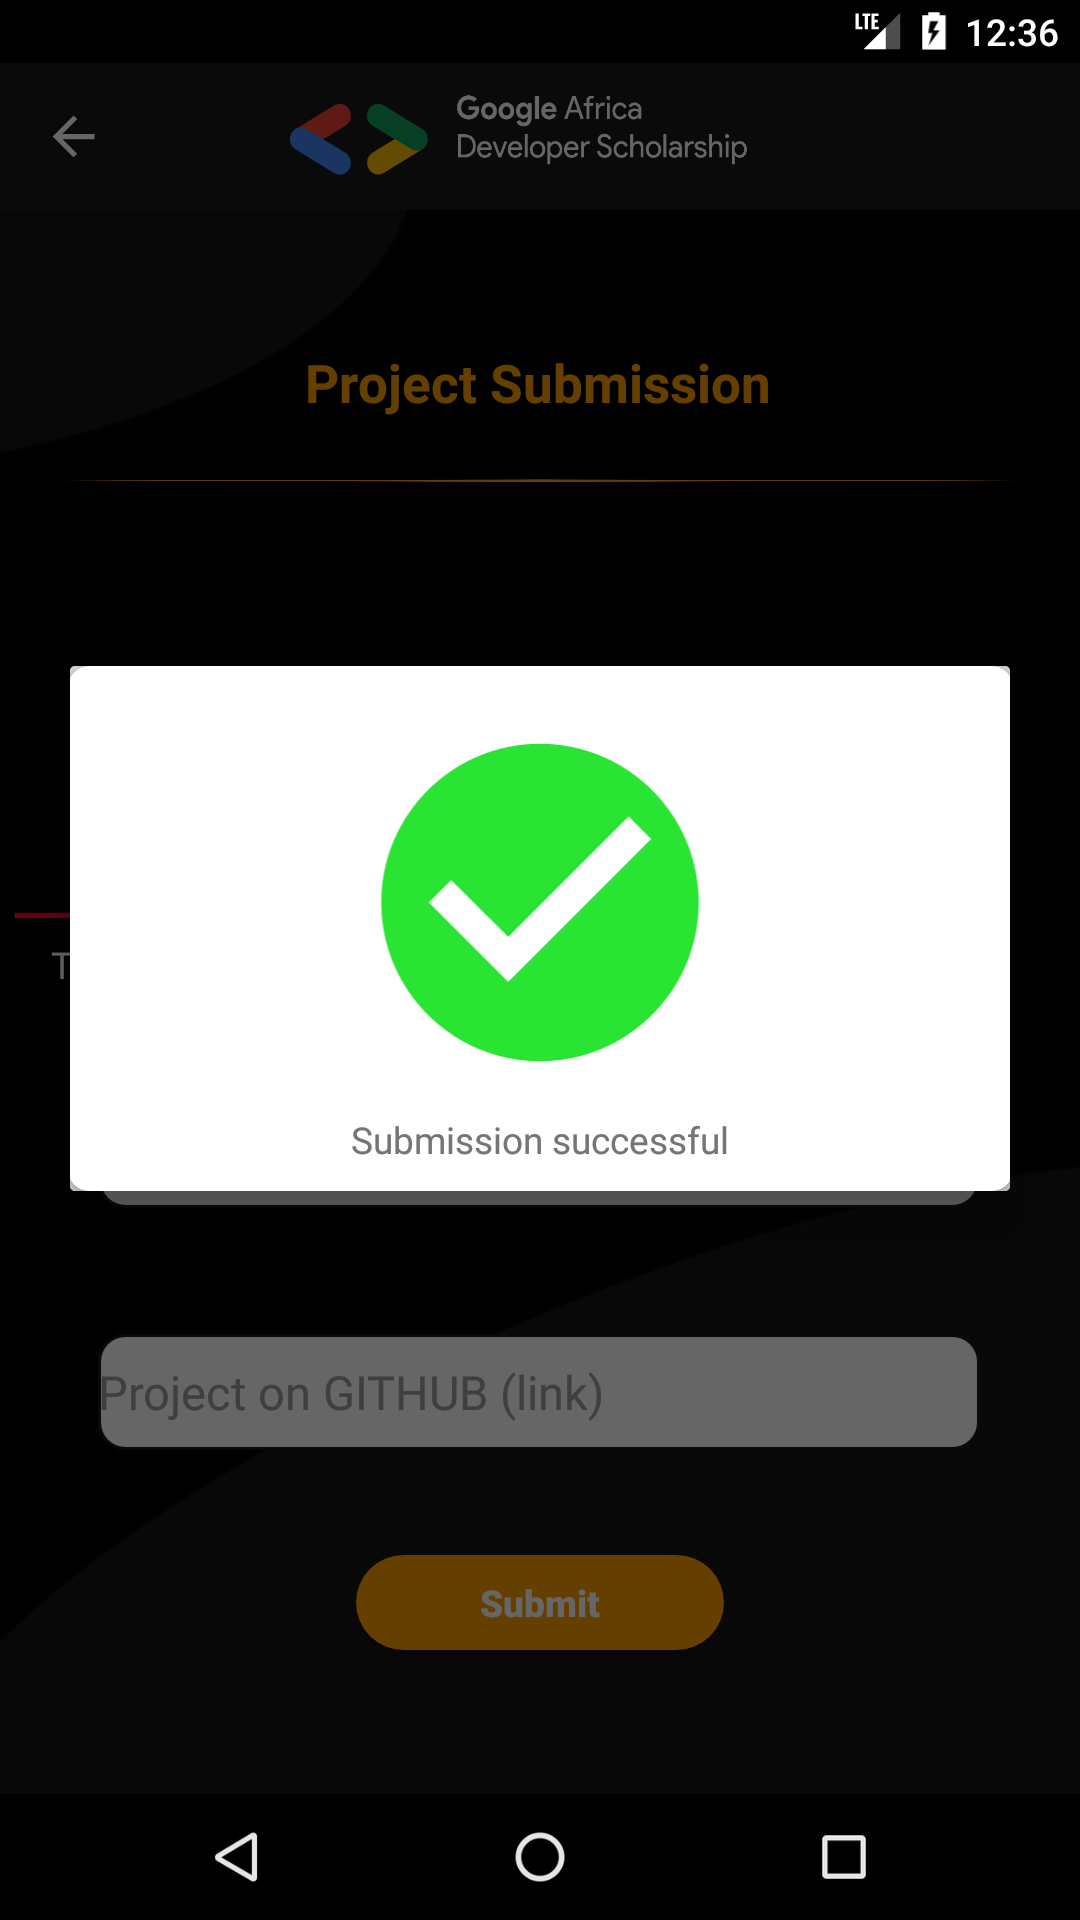 LTE 12:36
Google Africa
Developer Scholarship
Project Submission
T
Submission successful
Project on GITHUB (link)
Submit